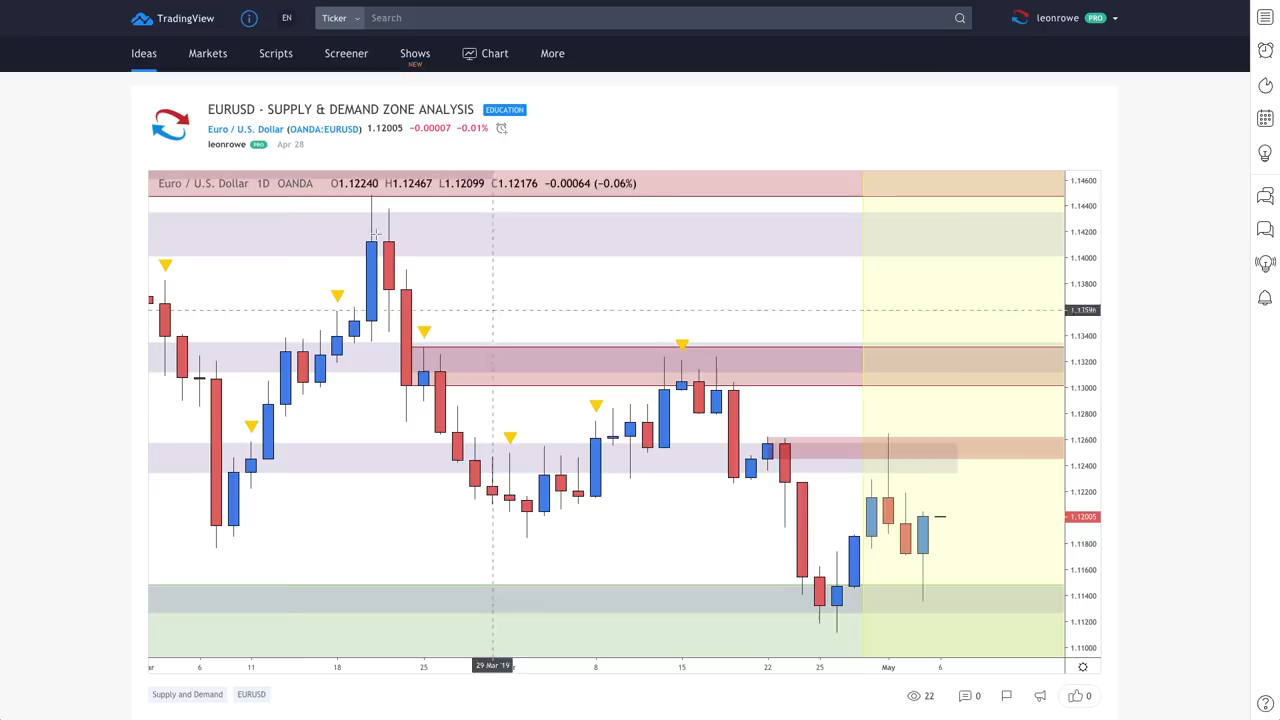 TradingView
EN
Ticker
Search
leonrowe PRO
Ideas Markets Scripts Screener Shows Chart More
NEW
EURUSD - SUPPLY & DEMAND ZONE ANALYSIS EDUCATION
Euro / U.S. Dollar (OANDA:EURUSD) 1.12005 −0.00007 −0.01%
leonrowe PRO Apr 28
Euro / U.S. Dollar 1D OANDA O1.12240 H1.12467 L1.12099 C1.12176 −0.00064 (−0.06%)
1.14600
1.14400
1.14200
1.14000
1.13800
1.13400
1.13200
1.13000
1.12800
1.12600
1.12400
1.12200
1.12005
1.11800
1.11600
1.11400
1.11200
1.11000
6 11 18 25 29 Mar '19 8 15 22 25 May 6
Supply and Demand EURUSD
22 0 0